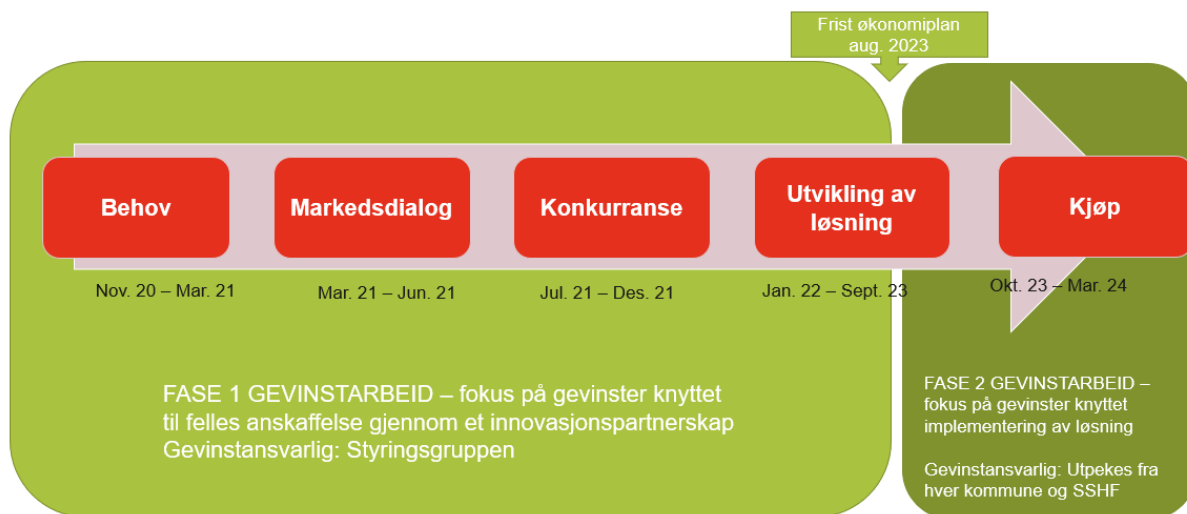 Frist økonomiplan
aug. 2023
Behov
Markedsdialog
Konkurranse
Utvikling av
løsning
Kjøp
Nov. 20 – Mar. 21
Mar. 21 – Jun. 21
Jul. 21 – Des. 21
Jan. 22 – Sept. 23
Okt. 23 – Mar. 24
FASE 1 GEVINSTARBEID – fokus på gevinster knyttet
til felles anskaffelse gjennom et innovasjonspartnerskap
Gevinstansvarlig: Styringsgruppen
FASE 2 GEVINSTARBEID –
fokus på gevinster knyttet
implementering av løsning
Gevinstansvarlig: Utpekes fra
hver kommune og SSHF